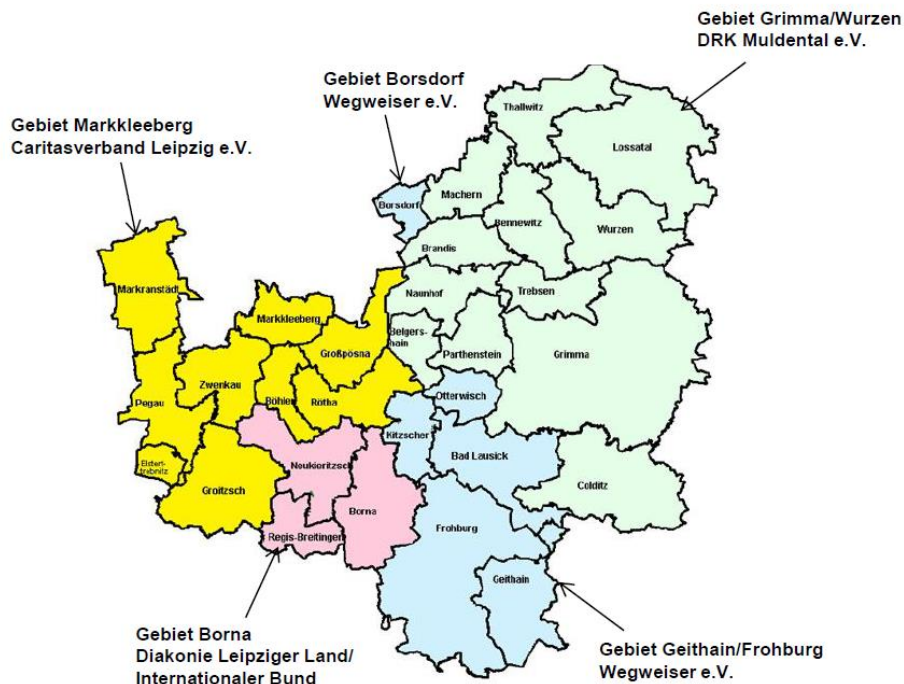 Gebiet Grimma/Wurzen
DRK Muldental e.V.
Gebiet Borsdorf
Wegweiser e.V.
Gebiet Markkleeberg
Caritasverband Leipzig e.V.
Thallwitz
Lossatal
Machern
Borsdorf
Bennewitz
Wurzen
Brandis
Markranstädt
Naunhof
Trebsen
Markkleeberg
Belgers-
hain
Großpösna
Parthenstein
Grimma
Zwenkau
Pegau
Böhlen
Rötha
Otterwisch
Kitzscher
Bad Lausick
Elster-
trebnitz
Neukieritzsch
Groitzsch
Colditz
Borna
Frohburg
Regis-Breitingen
Geithain
Gebiet Borna
Diakonie Leipziger Land/
Internationaler Bund
Gebiet Geithain/Frohburg
Wegweiser e.V.